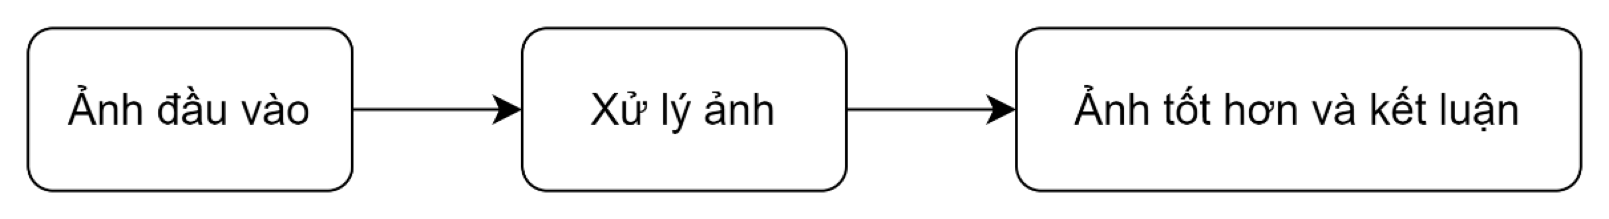 Ảnh đầu vào
Xử lý ảnh
Ảnh tốt hơn và kết luận